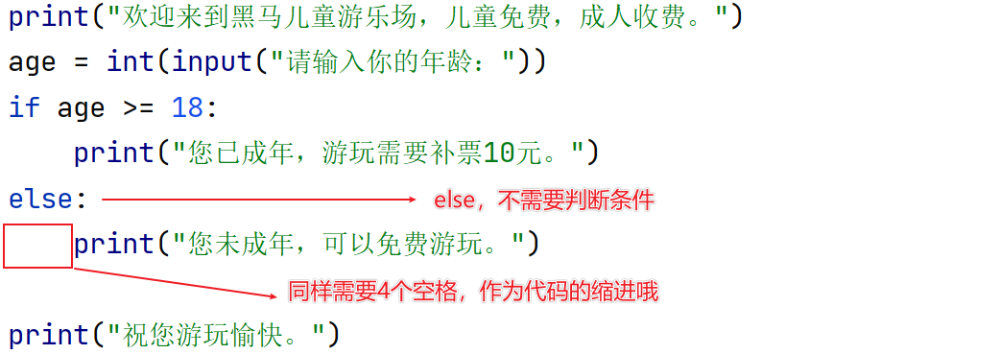 print("欢迎来到黑马儿童游乐场，儿童免费，成人收费。")
age = int(input("请输入你的年龄："))
if age >= 18:
    print("您已成年，游玩需要补票10元。")
else:
else，不需要判断条件
    print("您未成年，可以免费游玩。")
同样需要4个空格，作为代码的缩进哦
print("祝您游玩愉快。")